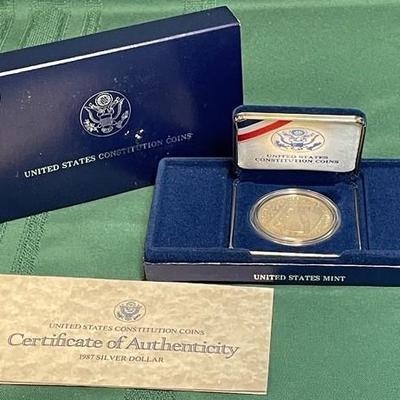 UNITED STATES CONSTITUTION COINS
UNITED STATES
CONSTITUTION COINS
UNITED STATES MINT
UNITED STATES CONSTITUTION COINS
Certificate of Authenticity
1987 SILVER DOLLAR